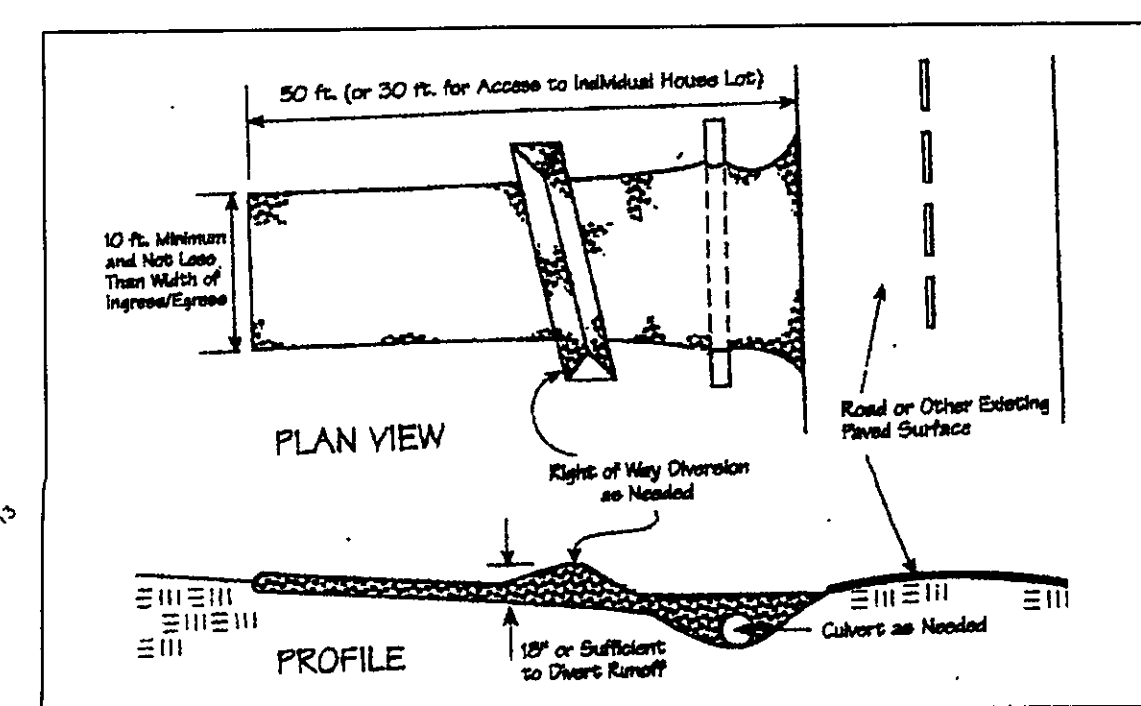 50 ft. (or 30 ft. for Access to Individual House Lot)
10 ft. Minimum
and Not Less
Than Width of
Ingress/Egress
PLAN VIEW
Right of Way Diversion
as Needed
Road or Other Existing
Paved Surface
PROFILE
18" or Sufficient
to Divert Runoff
Culvert as Needed